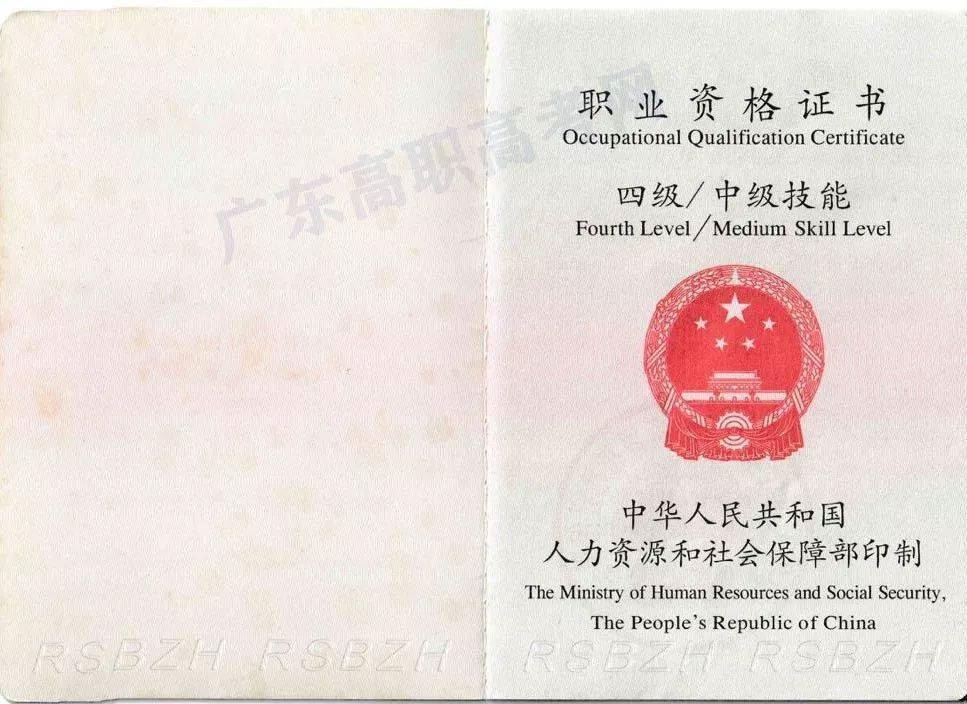 广东高职高考网
职业资格证书
Occupational Qualification Certificate
四级/中级技能
Fourth Level/Medium Skill Level
中华人民共和国
人力资源和社会保障部印制
The Ministry of Human Resources and Social Security,
The People's Republic of China
RSBZH RSBZH RSBZH RSBZH